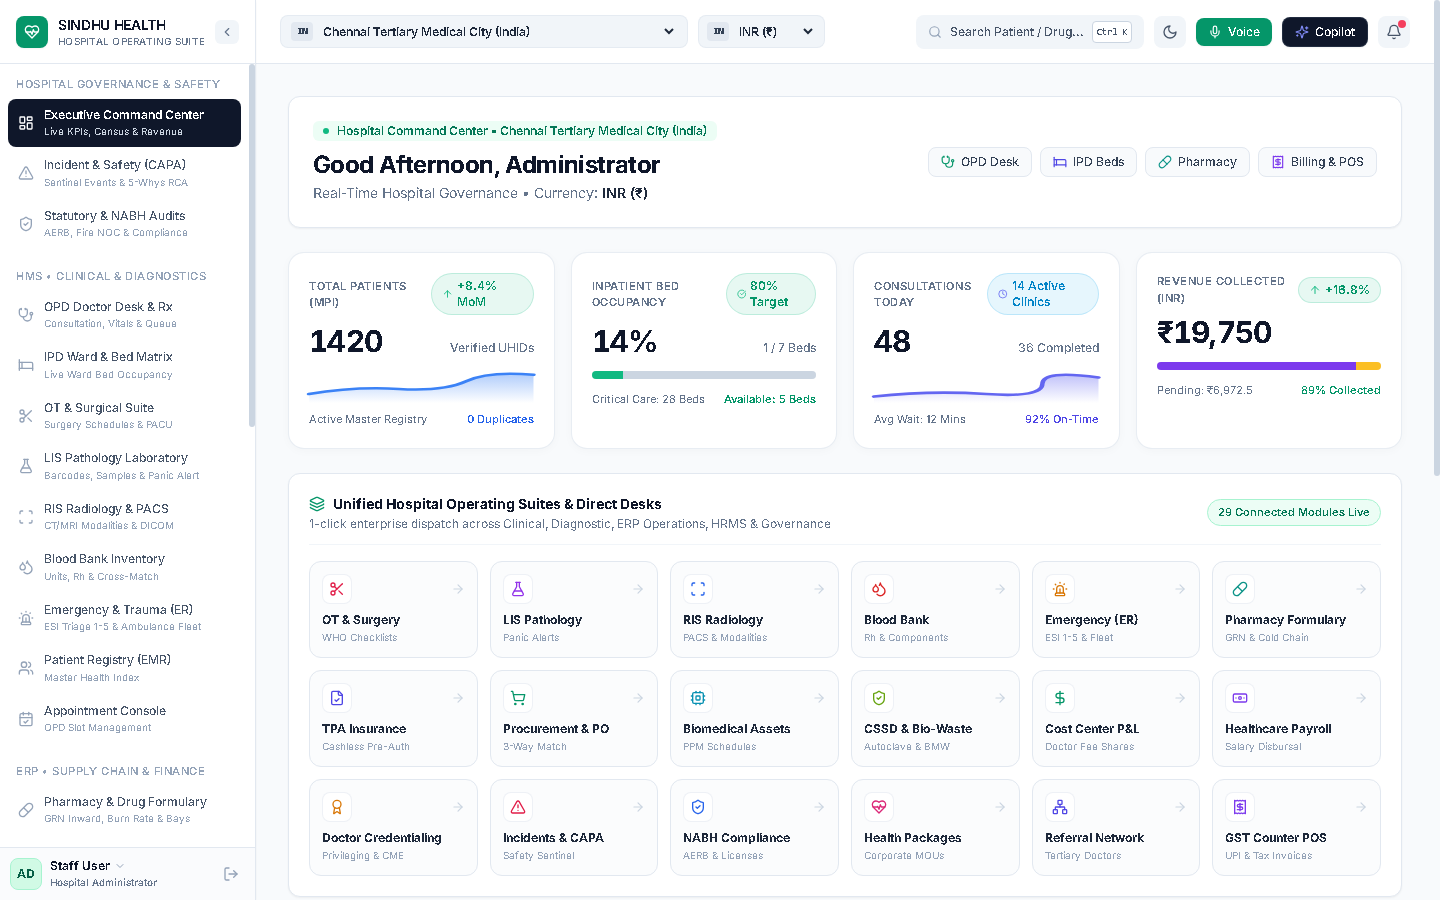 SINDHU HEALTH
HOSPITAL OPERATING SUITE
IN Chennai Tertiary Medical City (India)
IN INR (₹)
Search Patient / Drug... Ctrl K
Voice
Copilot
HOSPITAL GOVERNANCE & SAFETY
Executive Command Center
Live KPIs, Census & Revenue
Incident & Safety (CAPA)
Sentinel Events & 5-Whys RCA
Statutory & NABH Audits
AERB, Fire NOC & Compliance
HMS • CLINICAL & DIAGNOSTICS
OPD Doctor Desk & Rx
Consultation, Vitals & Queue
IPD Ward & Bed Matrix
Live Ward Bed Occupancy
OT & Surgical Suite
Surgery Schedules & PACU
LIS Pathology Laboratory
Barcodes, Samples & Panic Alert
RIS Radiology & PACS
CT/MRI Modalities & DICOM
Blood Bank Inventory
Units, Rh & Cross-Match
Emergency & Trauma (ER)
ESI Triage 1-5 & Ambulance Fleet
Patient Registry (EMR)
Master Health Index
Appointment Console
OPD Slot Management
ERP • SUPPLY CHAIN & FINANCE
Pharmacy & Drug Formulary
GRN Inward, Burn Rate & Bays
AD
Staff User
Hospital Administrator
Hospital Command Center • Chennai Tertiary Medical City (India)
Good Afternoon, Administrator
Real-Time Hospital Governance • Currency: INR (₹)
OPD Desk
IPD Beds
Pharmacy
Billing & POS
TOTAL PATIENTS (MPI)
+8.4% MoM
1420
Verified UHIDs
Active Master Registry
0 Duplicates
INPATIENT BED OCCUPANCY
80% Target
14%
1 / 7 Beds
Critical Care: 28 Beds
Available: 5 Beds
CONSULTATIONS TODAY
14 Active Clinics
48
36 Completed
Avg Wait: 12 Mins
92% On-Time
REVENUE COLLECTED (INR)
+16.8%
₹19,750
Pending: ₹6,972.5
89% Collected
Unified Hospital Operating Suites & Direct Desks
1-click enterprise dispatch across Clinical, Diagnostic, ERP Operations, HRMS & Governance
29 Connected Modules Live
OT & Surgery
WHO Checklists
LIS Pathology
Panic Alerts
RIS Radiology
PACS & Modalities
Blood Bank
Rh & Components
Emergency (ER)
ESI 1-5 & Fleet
Pharmacy Formulary
GRN & Cold Chain
TPA Insurance
Cashless Pre-Auth
Procurement & PO
3-Way Match
Biomedical Assets
PPM Schedules
CSSD & Bio-Waste
Autoclave & BMW
Cost Center P&L
Doctor Fee Shares
Healthcare Payroll
Salary Disbursal
Doctor Credentialing
Privileging & CME
Incidents & CAPA
Safety Sentinel
NABH Compliance
AERB & Licenses
Health Packages
Corporate MOUs
Referral Network
Tertiary Doctors
GST Counter POS
UPI & Tax Invoices